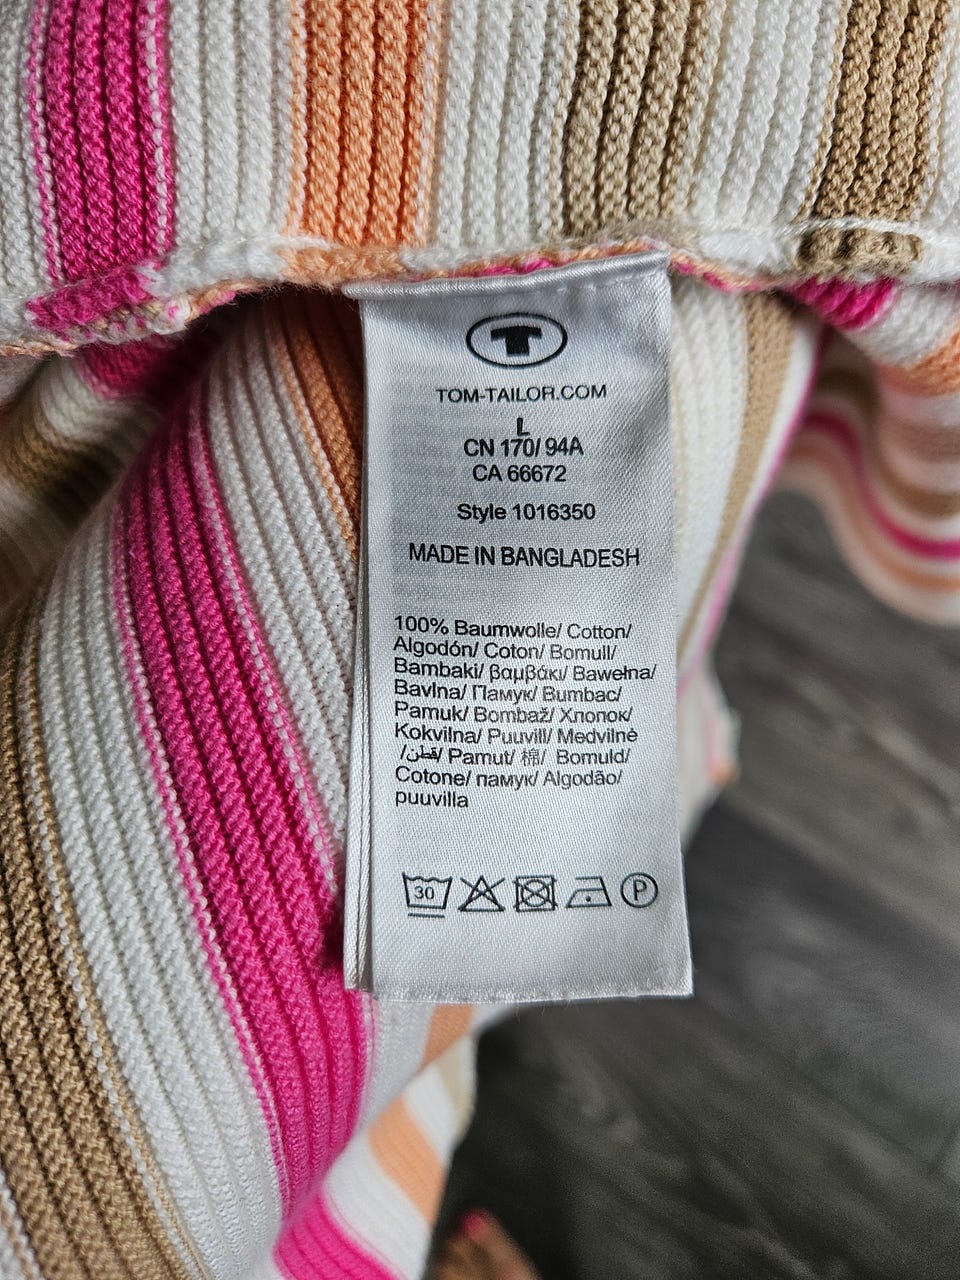 T
TOM-TAILOR.COM
L
CN 170/ 94A
CA 66672
Style 1016350
MADE IN BANGLADESH
100% Baumwolle/ Cotton/
Algodón/ Coton/ Bomull/
Bambaki/ βαμβάκι/ Bawełna/
Bavlna/ Памук/ Bumbac/
Pamuk/ Bombaž/ Хлопок/
Kokvilna/ Puuvill/ Medvilnė
/قطن/ Pamut/ 棉/ Bomuld/
Cotone/ памук/ Algodão/
puuvilla
30 P